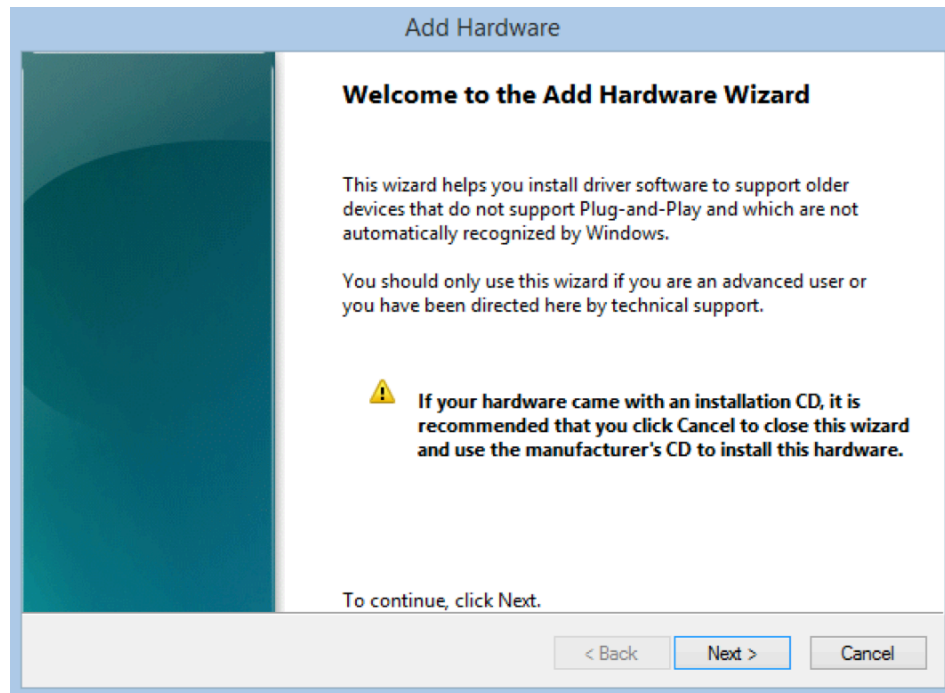 Add Hardware
Welcome to the Add Hardware Wizard
This wizard helps you install driver software to support older
devices that do not support Plug-and-Play and which are not
automatically recognized by Windows.
You should only use this wizard if you are an advanced user or
you have been directed here by technical support.
If your hardware came with an installation CD, it is
recommended that you click Cancel to close this wizard
and use the manufacturer's CD to install this hardware.
To continue, click Next.
< Back Next > Cancel